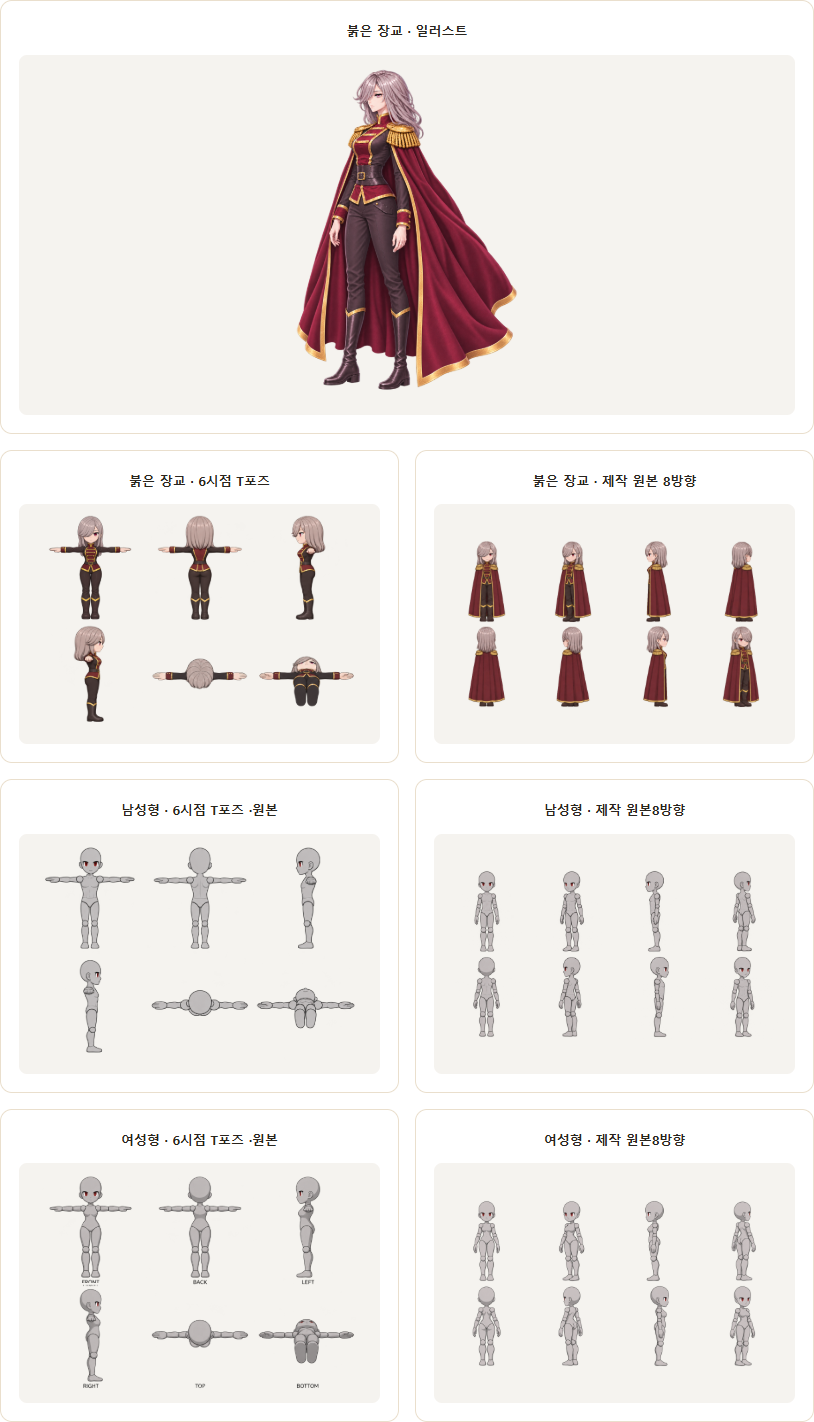 붉은 장교 · 일러스트
붉은 장교 · 6시점 T포즈
붉은 장교 · 제작 원본 8방향
남성형 · 6시점 T포즈 ·원본
남성형 · 제작 원본8방향
여성형 · 6시점 T포즈 ·원본
여성형 · 제작 원본8방향
FRONT
BACK
LEFT
RIGHT
TOP
BOTTOM